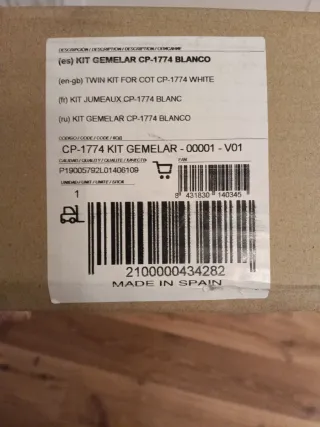 (es) KIT GEMELAR CP-1774 BLANCO
(en-gb) TWIN KIT FOR COT CP-1774 WHITE
(fr) KIT JUMEAUX CP-1774 BLANC
(ru) KIT GEMELAR CP-1774 BLANCO
CP-1774 KIT GEMELAR - 00001 - V01
EAN
P19005792L01406109
9 431830 140345
1
2100000434282
MADE IN SPAIN